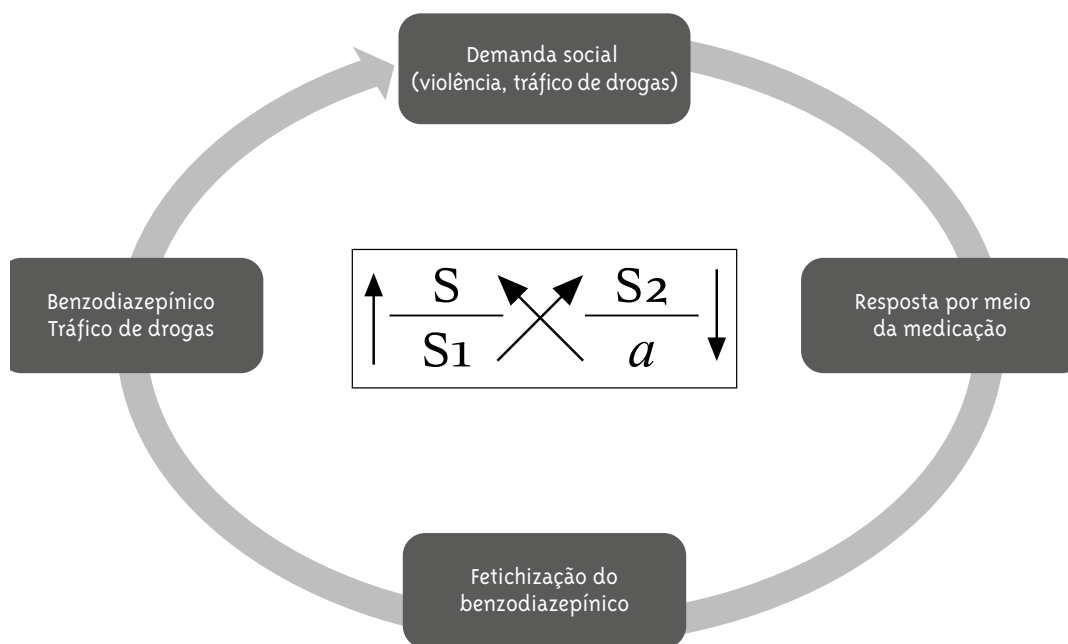 Demanda social
(violência, tráfico de drogas)
Benzodiazepínico
Tráfico de drogas
S
S1
S2
a
Resposta por meio
da medicação
Fetichização do
benzodiazepínico